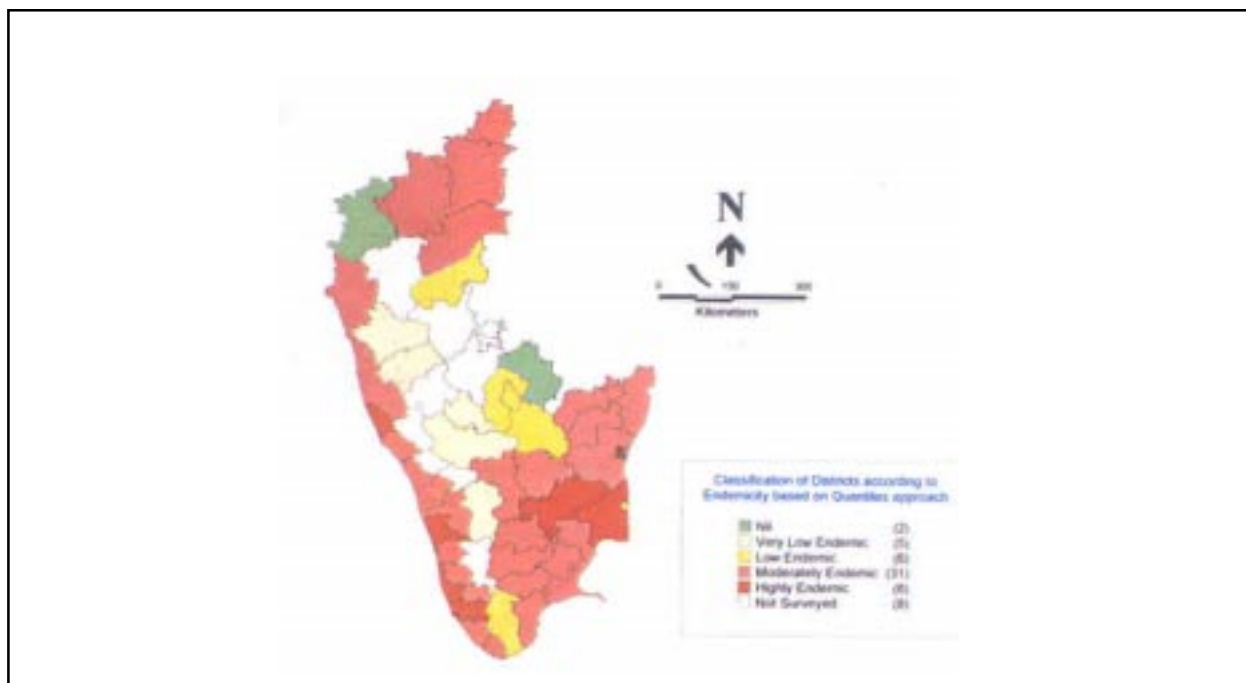 N
0 150 300
Kilometers
Classification of Districts according to
Endemicity based on Quantiles approach
Nil (2)
Very Low Endemic (5)
Low Endemic (6)
Moderately Endemic (31)
Highly Endemic (6)
Not Surveyed (8)